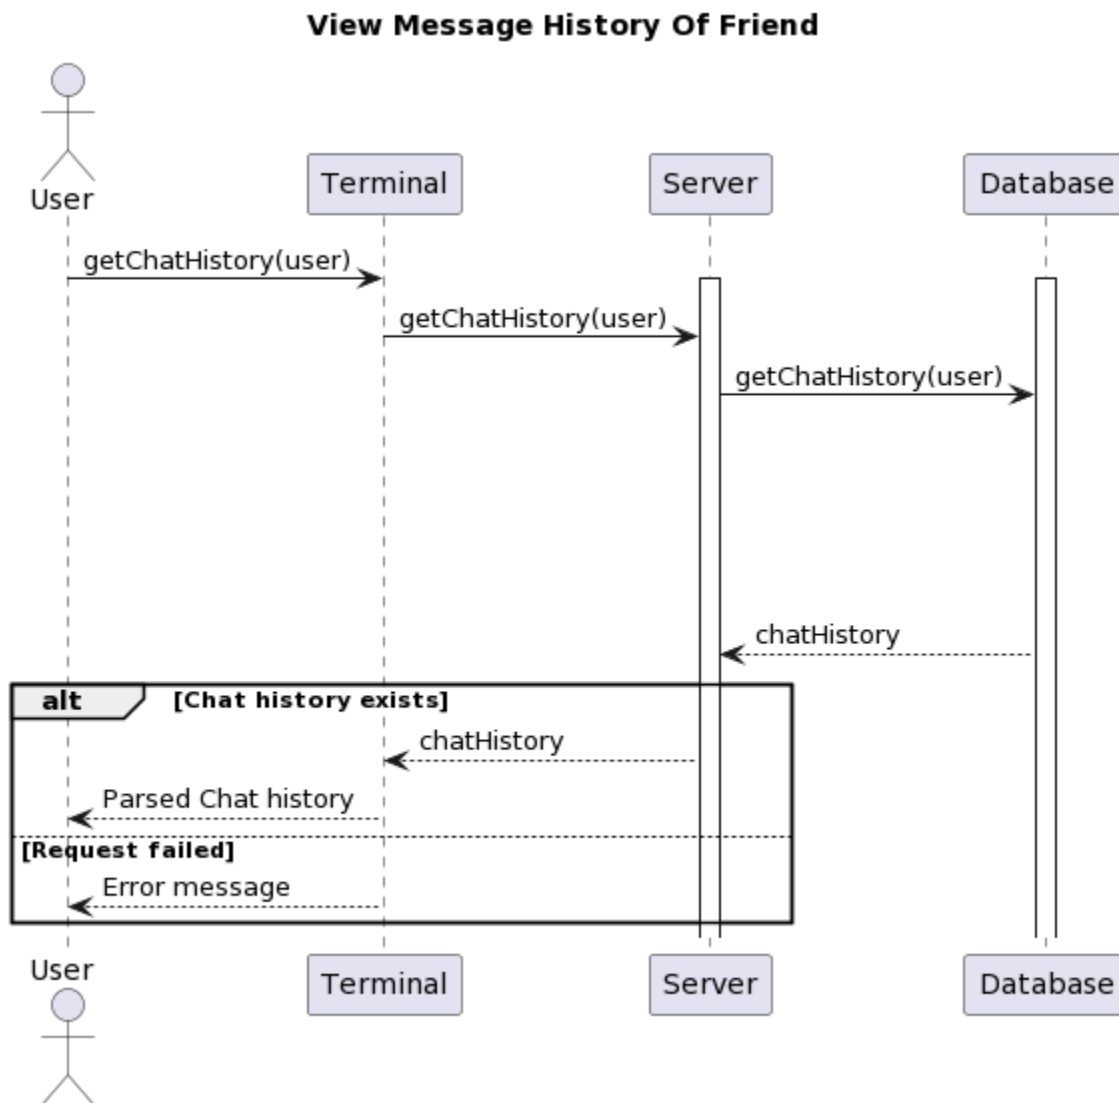 View Message History Of Friend
User
Terminal
Server
Database
getChatHistory(user)
getChatHistory(user)
getChatHistory(user)
chatHistory
alt
[Chat history exists]
chatHistory
Parsed Chat history
[Request failed]
Error message
User
Terminal
Server
Database